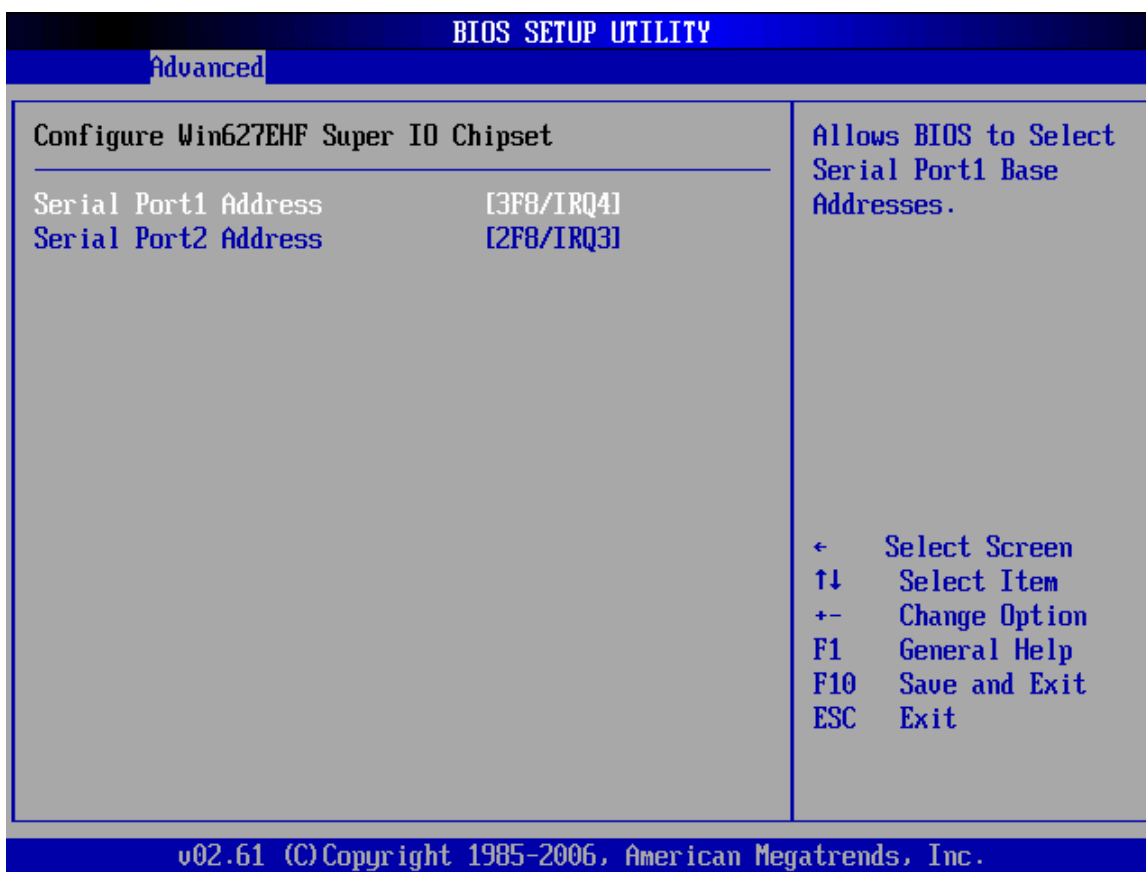 BIOS SETUP UTILITY
Advanced
Configure Win627EHF Super IO Chipset
Serial Port1 Address [3F8/IRQ4]
Serial Port2 Address [2F8/IRQ3]
Allows BIOS to Select
Serial Port1 Base
Addresses.
← Select Screen
↑↓ Select Item
+- Change Option
F1 General Help
F10 Save and Exit
ESC Exit
v02.61 (C)Copyright 1985-2006, American Megatrends, Inc.